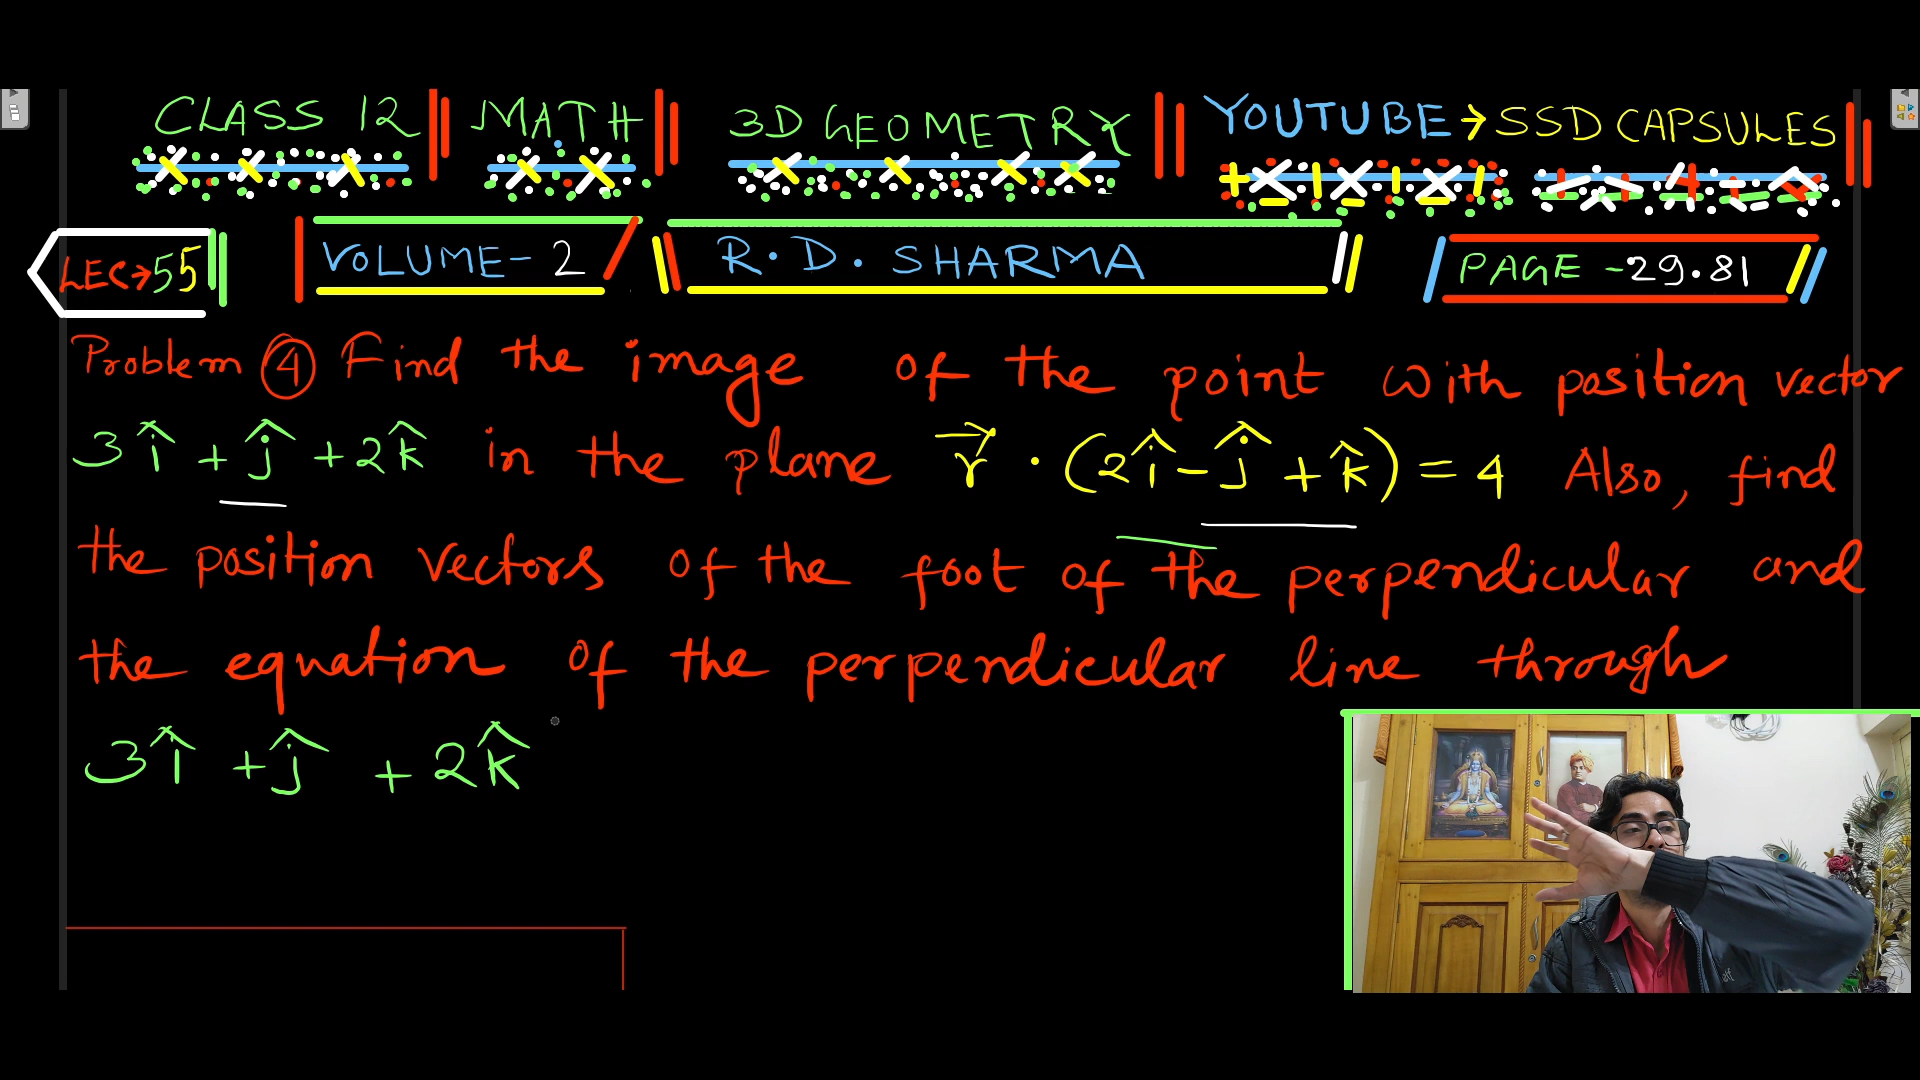 CLASS 12 || MATH || 3D GEOMETRY || YOUTUBE → SSD CAPSULES ||
LEC→55 VOLUME-2 R.D. SHARMA PAGE -29.81
Problem ④ Find the image of the point with position vector
3î + ĵ + 2k̂ in the plane r⃗ · (2î - ĵ + k̂) = 4 Also, find
the position vectors of the foot of the perpendicular and
the equation of the perpendicular line through
3î + ĵ + 2k̂